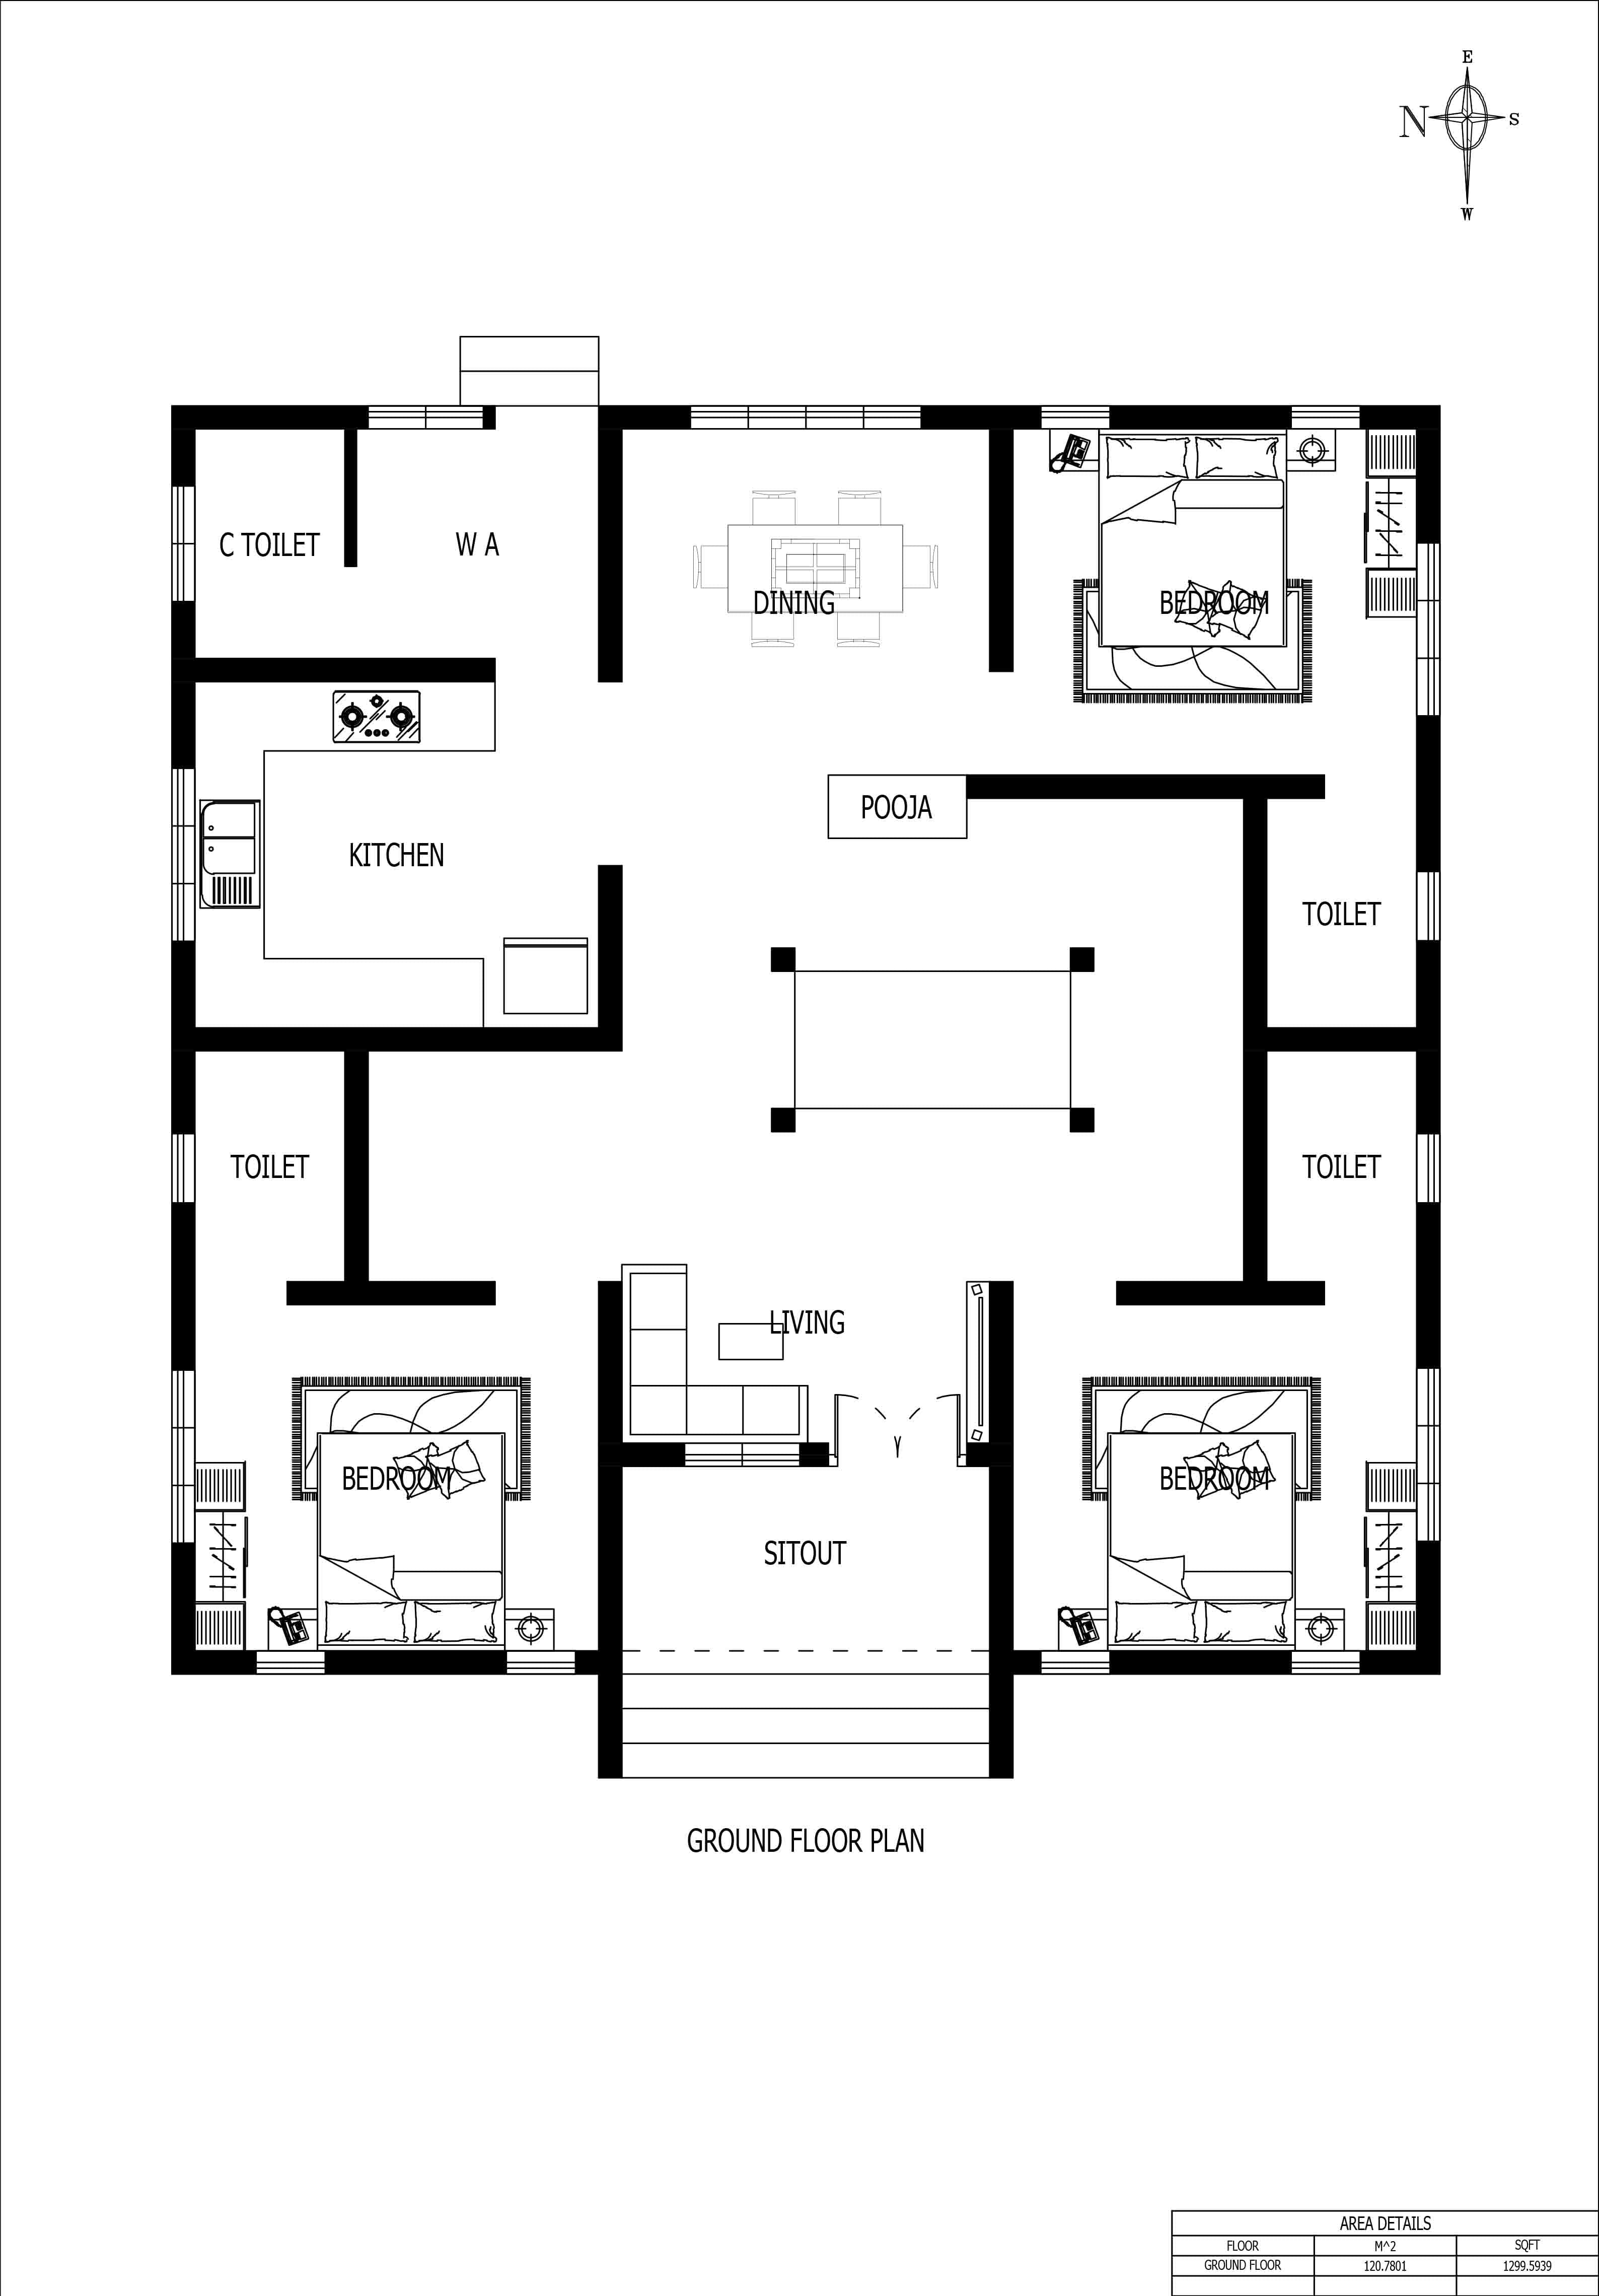 E
N
S
W
C TOILET
W A
DINING
BEDROOM
POOJA
KITCHEN
TOILET
TOILET
TOILET
LIVING
BEDROOM
BEDROOM
SITOUT
GROUND FLOOR PLAN
AREA DETAILS
FLOOR M^2 SQFT
GROUND FLOOR 120.7801 1299.5939